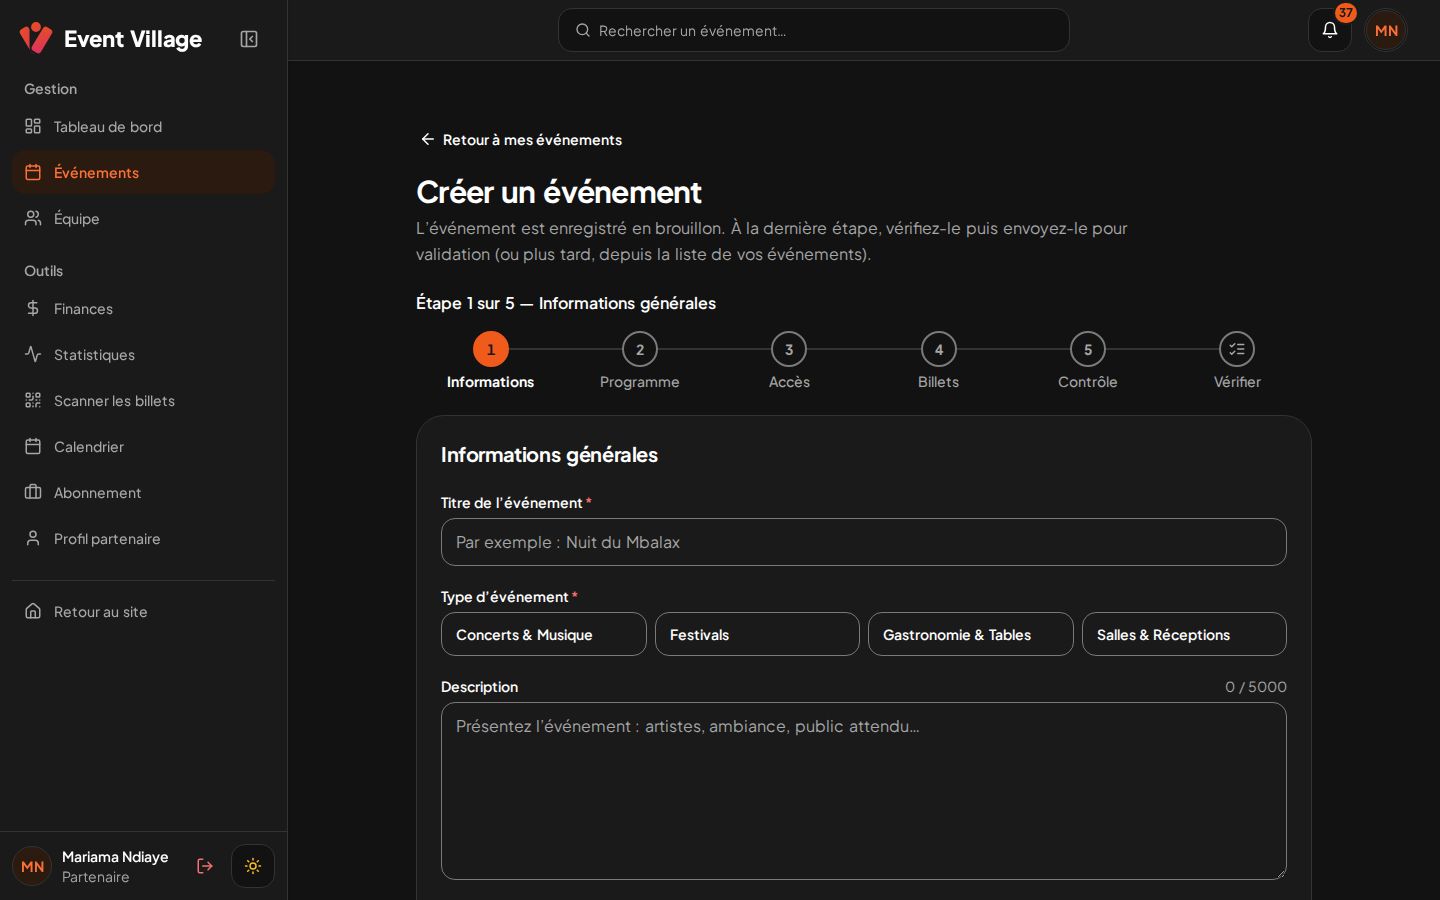 Event Village
Gestion
Tableau de bord
Événements
Équipe
Outils
Finances
Statistiques
Scanner les billets
Calendrier
Abonnement
Profil partenaire
Retour au site
MN
Mariama Ndiaye
Partenaire
Rechercher un événement...
37
MN
Retour à mes événements
Créer un événement
L'événement est enregistré en brouillon. À la dernière étape, vérifiez-le puis envoyez-le pour
validation (ou plus tard, depuis la liste de vos événements).
Étape 1 sur 5 — Informations générales
1 2 3 4 5
Informations Programme Accès Billets Contrôle Vérifier
Informations générales
Titre de l'événement *
Par exemple : Nuit du Mbalax
Type d'événement *
Concerts & Musique Festivals Gastronomie & Tables Salles & Réceptions
Description 0 / 5000
Présentez l'événement : artistes, ambiance, public attendu...